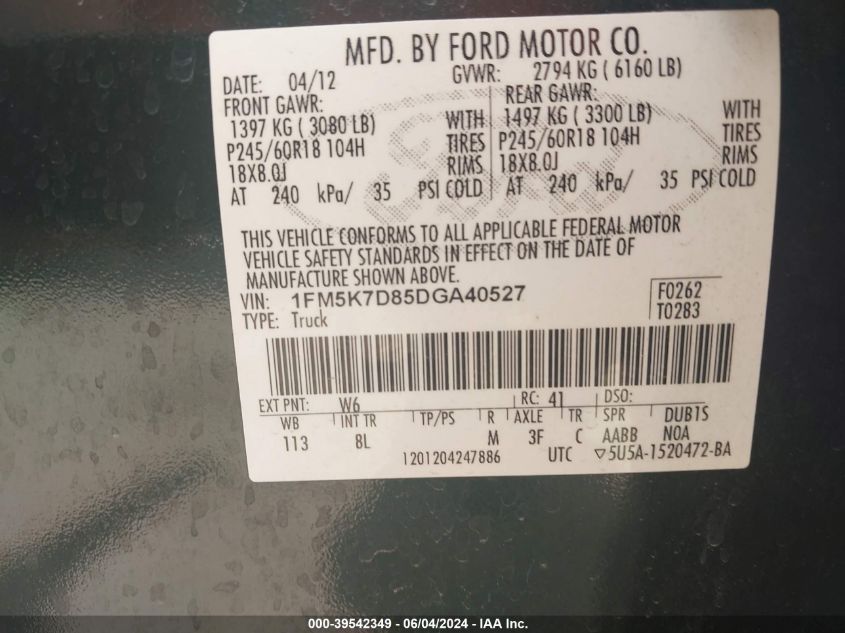 MFD. BY FORD MOTOR CO.
DATE: 04/12 GVWR: 2794 KG ( 6160 LB)
FRONT GAWR: REAR GAWR:
1397 KG ( 3080 LB) WITH 1497 KG ( 3300 LB) WITH
P245/60R18 104H TIRES P245/60R18 104H TIRES
18X8.0J RIMS 18X8.0J RIMS
AT 240 kPa/ 35 PSI COLD AT 240 kPa/ 35 PSI COLD
THIS VEHICLE CONFORMS TO ALL APPLICABLE FEDERAL MOTOR
VEHICLE SAFETY STANDARDS IN EFFECT ON THE DATE OF
MANUFACTURE SHOWN ABOVE.
VIN: 1FM5K7D85DGA40527 F0262
TYPE: Truck T0283
EXT PNT: W6 RC: 41 DSO:
WB INT TR TP/PS R AXLE TR SPR DUB1S
113 8L M 3F C AABB N0A
1201204247886 UTC ▽5U5A-1520472-BA
000-39542349 - 06/04/2024 - IAA Inc.